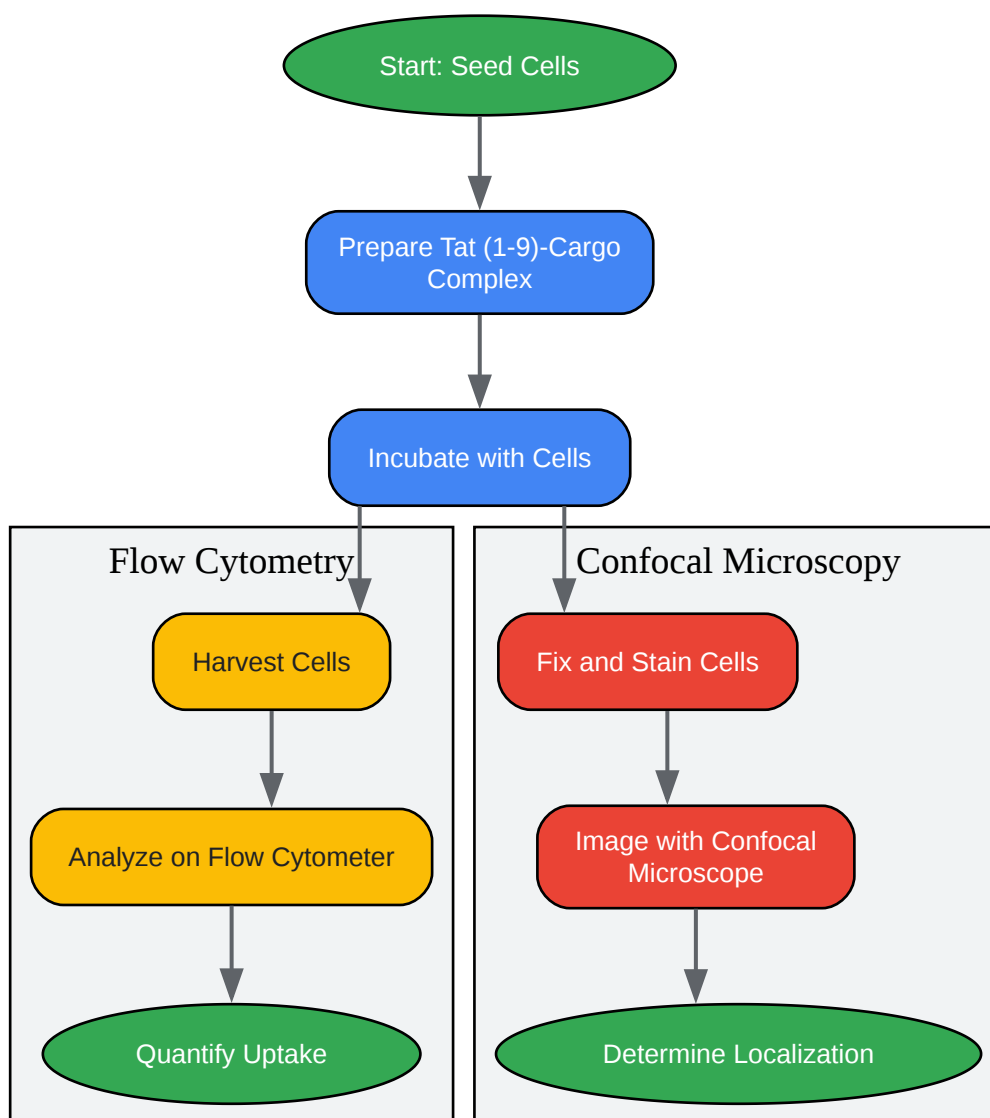 Start: Seed Cells
Prepare Tat (1-9)-Cargo
Complex
Incubate with Cells
Flow Cytometry
Harvest Cells
Analyze on Flow Cytometer
Quantify Uptake
Confocal Microscopy
Fix and Stain Cells
Image with Confocal
Microscope
Determine Localization